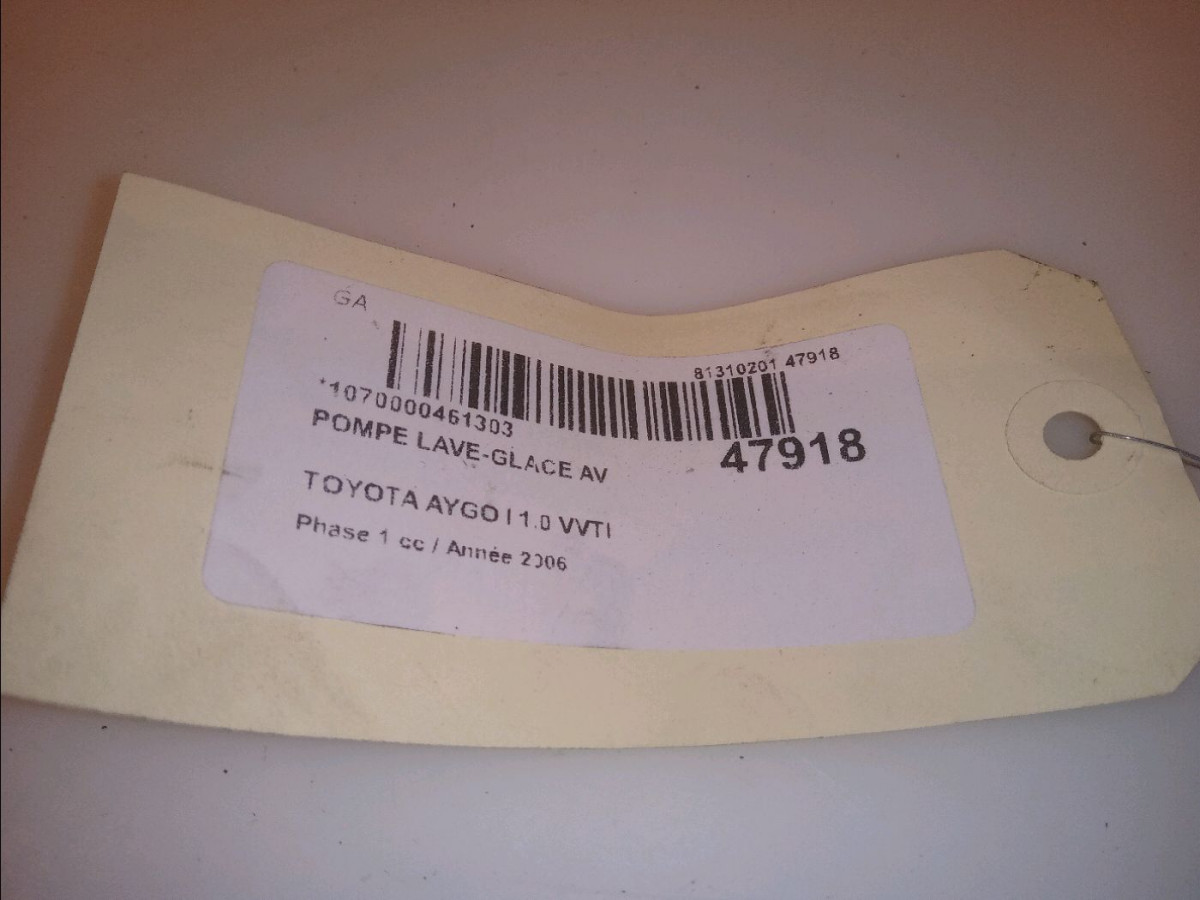 GA
81310201 47918
*1070000461303
47918
POMPE LAVE-GLACE AV
TOYOTA AYGO I 1.0 VVTI
Phase 1 cc / Année 2006